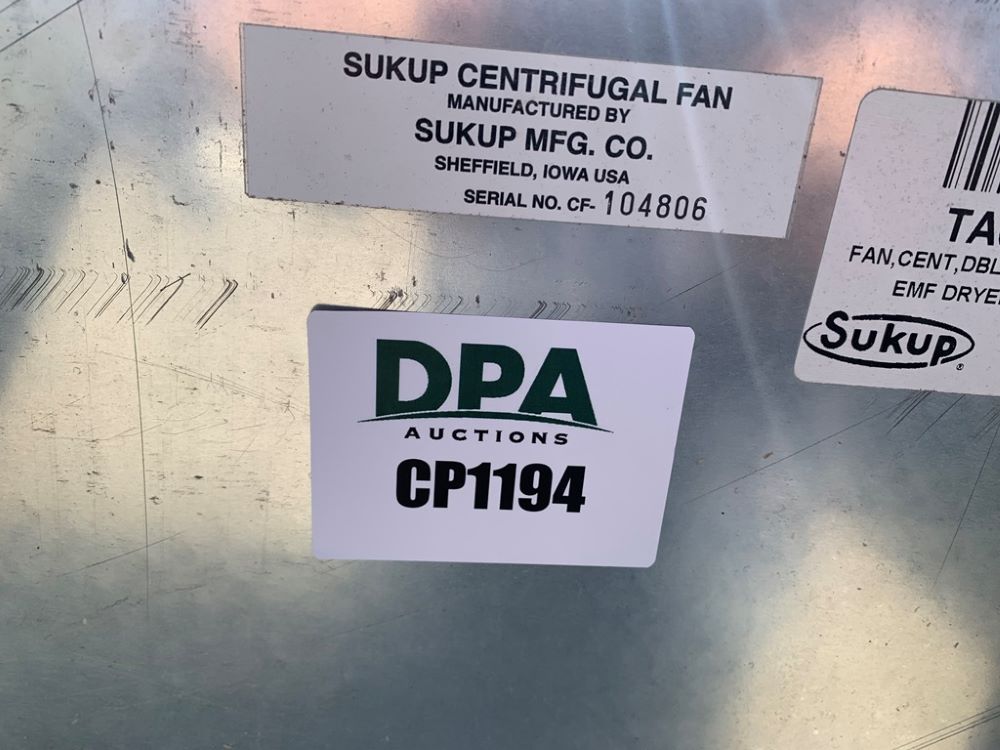 SUKUP CENTRIFUGAL FAN
MANUFACTURED BY
SUKUP MFG. CO.
SHEFFIELD, IOWA USA
SERIAL NO. CF- 104806
FAN,CENT,DBL
EMF
Sukup®
DPA
AUCTIONS
CP1194